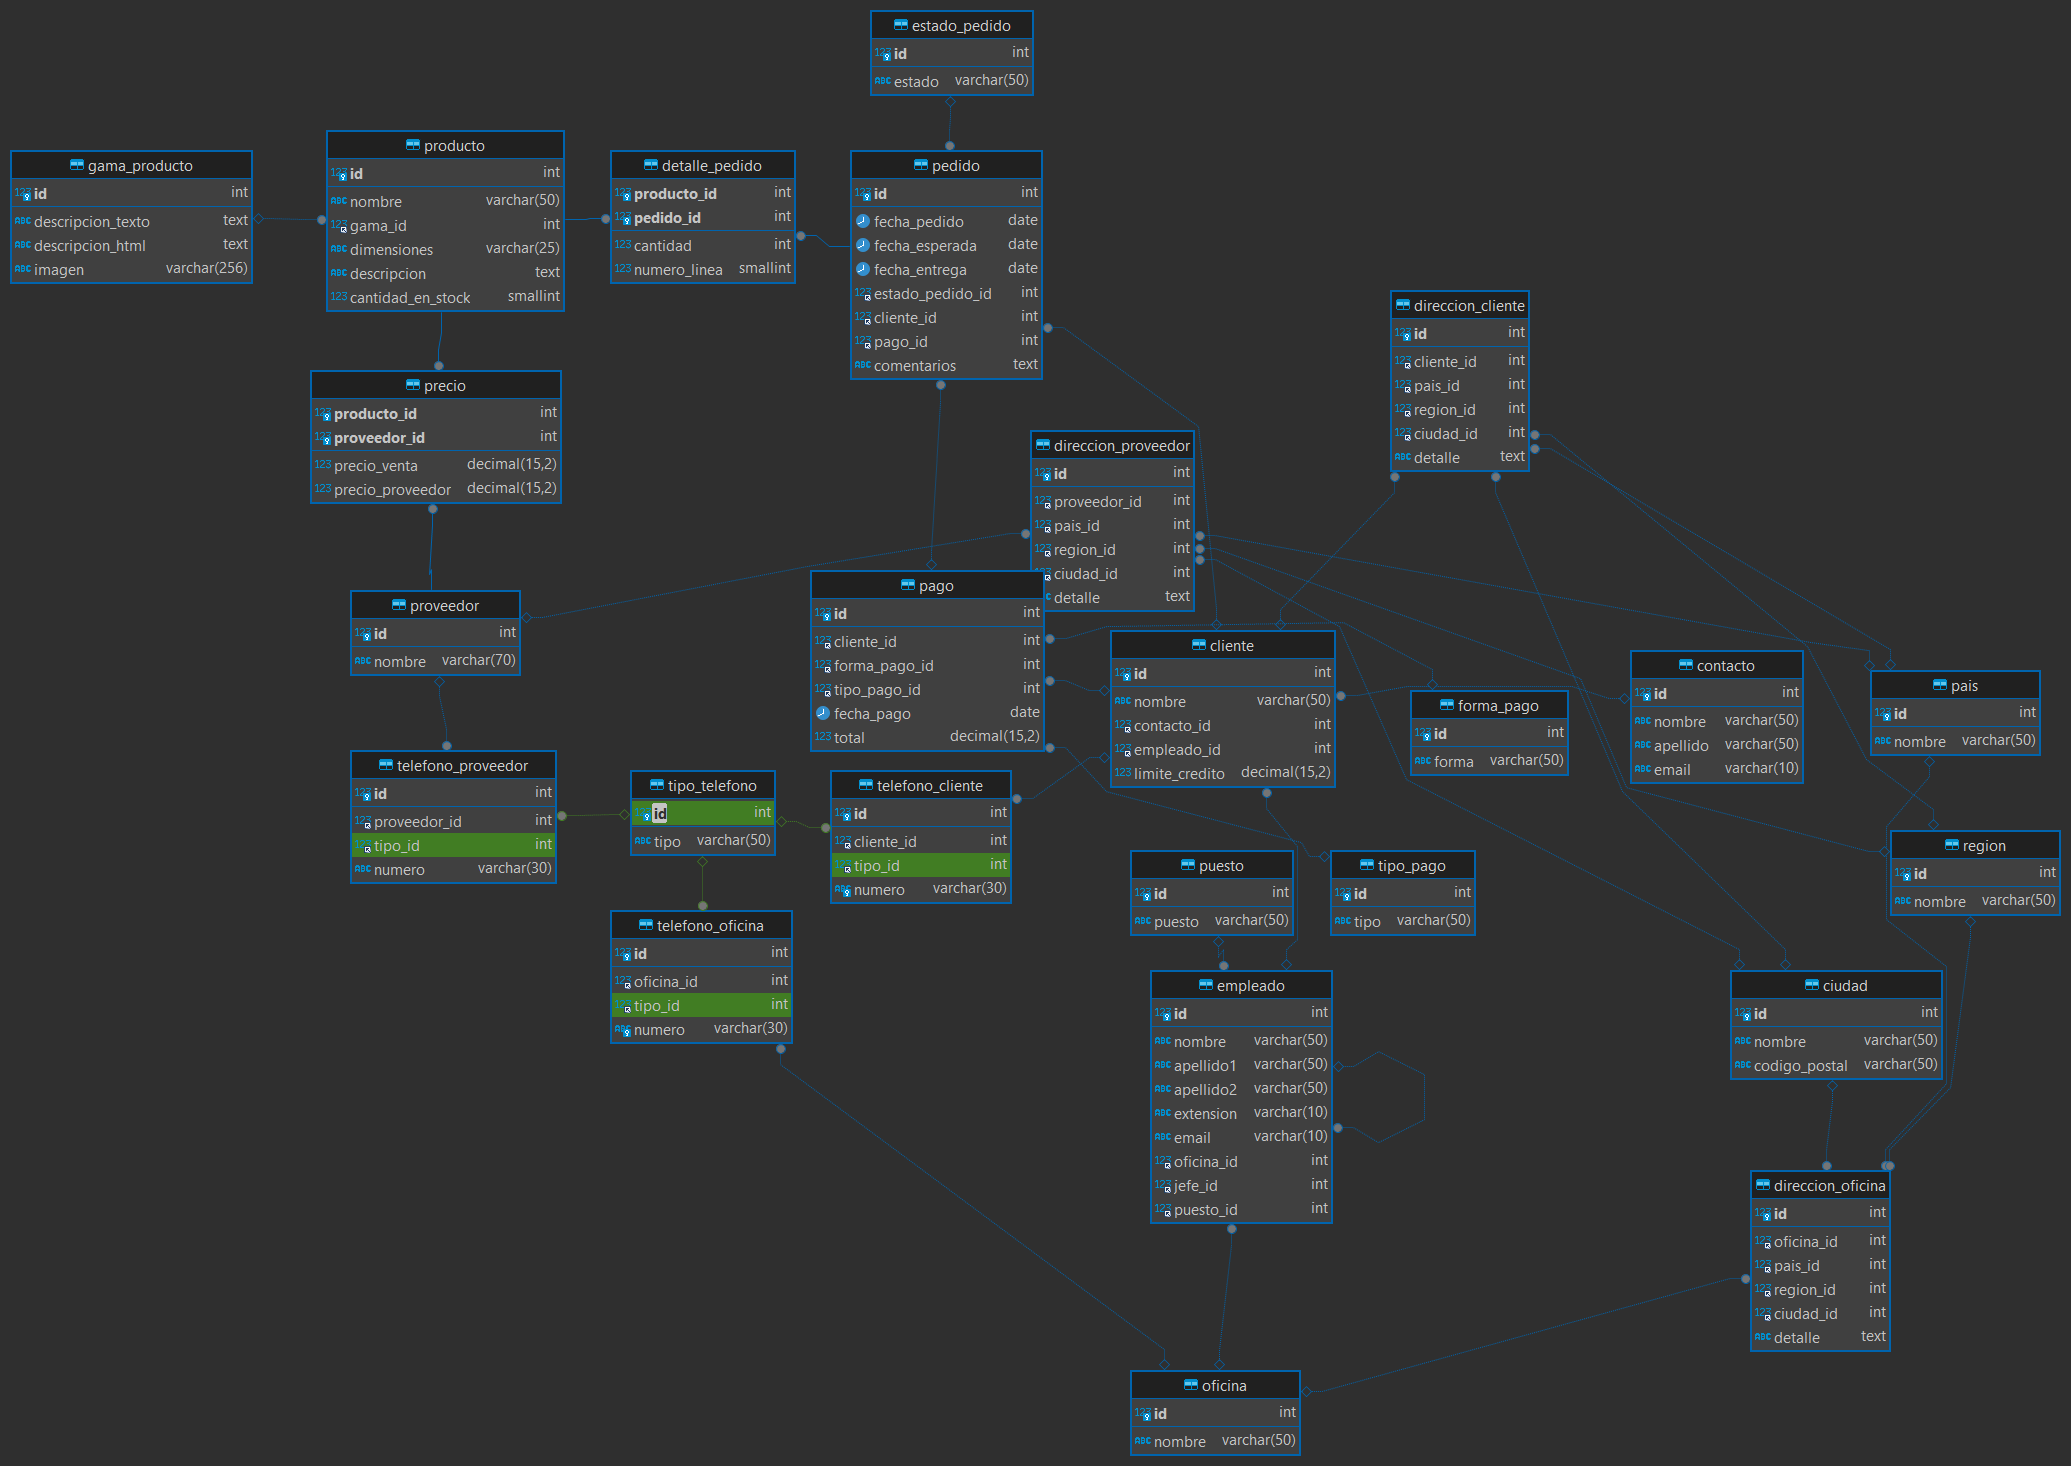 estado_pedido
id int
estado varchar(50)
gama_producto
id int
descripcion_texto text
descripcion_html text
imagen varchar(256)
producto
id int
nombre varchar(50)
gama_id int
dimensiones varchar(25)
descripcion text
cantidad_en_stock smallint
detalle_pedido
producto_id int
pedido_id int
cantidad int
numero_linea smallint
pedido
id int
fecha_pedido date
fecha_esperada date
fecha_entrega date
estado_pedido_id int
cliente_id int
pago_id int
comentarios text
direccion_cliente
id int
cliente_id int
pais_id int
region_id int
ciudad_id int
detalle text
precio
producto_id int
proveedor_id int
precio_venta decimal(15,2)
precio_proveedor decimal(15,2)
direccion_proveedor
id int
proveedor_id int
pais_id int
region_id int
ciudad_id int
detalle text
pago
id int
cliente_id int
forma_pago_id int
tipo_pago_id int
fecha_pago date
total decimal(15,2)
proveedor
id int
nombre varchar(70)
cliente
id int
nombre varchar(50)
contacto_id int
empleado_id int
limite_credito decimal(15,2)
forma_pago
id int
forma varchar(50)
contacto
id int
nombre varchar(50)
apellido varchar(50)
email varchar(10)
pais
id int
nombre varchar(50)
telefono_proveedor
id int
proveedor_id int
tipo_id int
numero varchar(30)
tipo_telefono
id int
tipo varchar(50)
telefono_cliente
id int
cliente_id int
tipo_id int
numero varchar(30)
puesto
id int
puesto varchar(50)
tipo_pago
id int
tipo varchar(50)
region
id int
nombre varchar(50)
telefono_oficina
id int
oficina_id int
tipo_id int
numero varchar(30)
empleado
id int
nombre varchar(50)
apellido1 varchar(50)
apellido2 varchar(50)
extension varchar(10)
email varchar(10)
oficina_id int
jefe_id int
puesto_id int
ciudad
id int
nombre varchar(50)
codigo_postal varchar(50)
direccion_oficina
id int
oficina_id int
pais_id int
region_id int
ciudad_id int
detalle text
oficina
id int
nombre varchar(50)